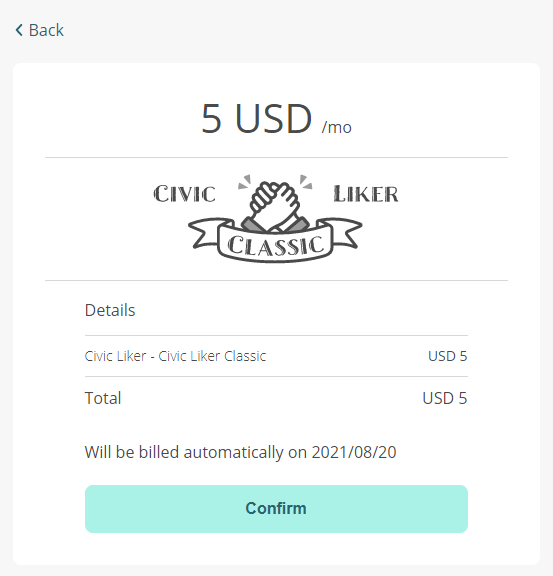 Back
5 USD /mo
CIVIC LIKER
CLASSIC
Details
Civic Liker - Civic Liker Classic USD 5
Total USD 5
Will be billed automatically on 2021/08/20
Confirm